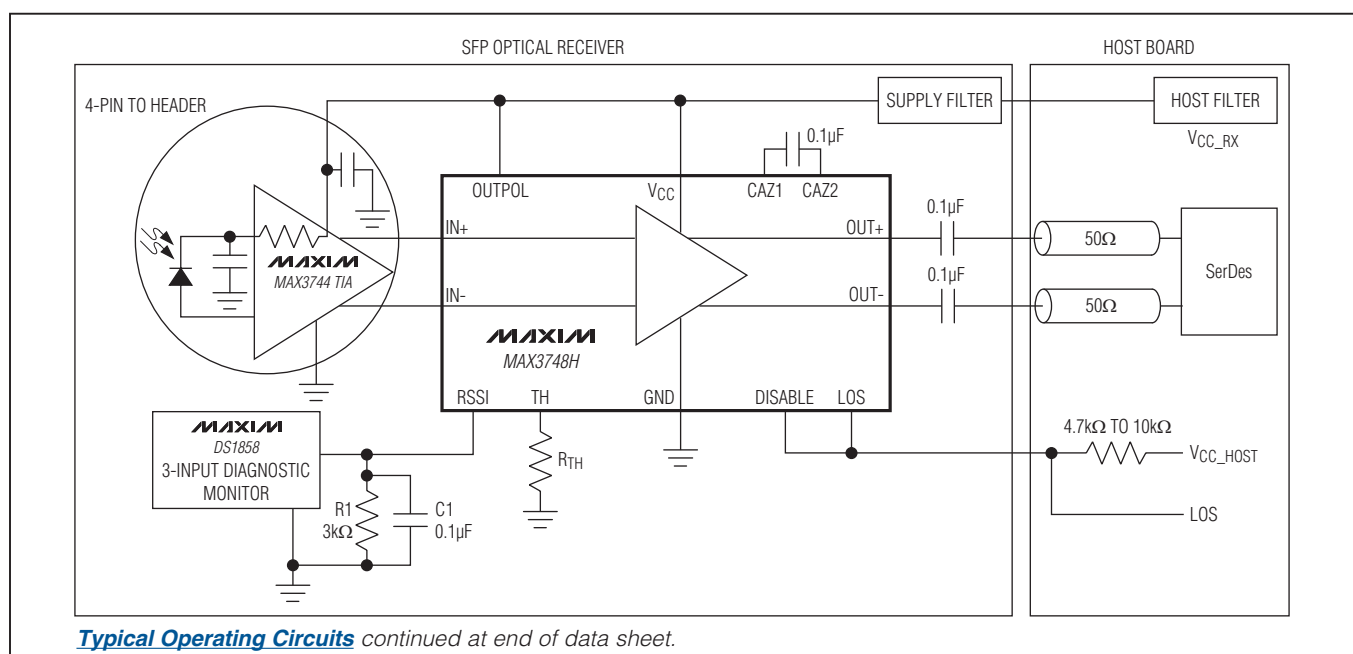 SFP OPTICAL RECEIVER
HOST BOARD
4-PIN TO HEADER
SUPPLY FILTER
HOST FILTER
VCC_RX
0.1µF
OUTPOL
VCC
CAZ1
CAZ2
IN+
OUT+
0.1µF
50Ω
MAXIM
MAX3744 TIA
SerDes
0.1µF
IN-
OUT-
50Ω
MAXIM
MAX3748H
RSSI
TH
GND
DISABLE
LOS
MAXIM
DS1858
3-INPUT DIAGNOSTIC
MONITOR
RTH
4.7kΩ TO 10kΩ
VCC_HOST
R1
3kΩ
C1
0.1µF
LOS
Typical Operating Circuits continued at end of data sheet.